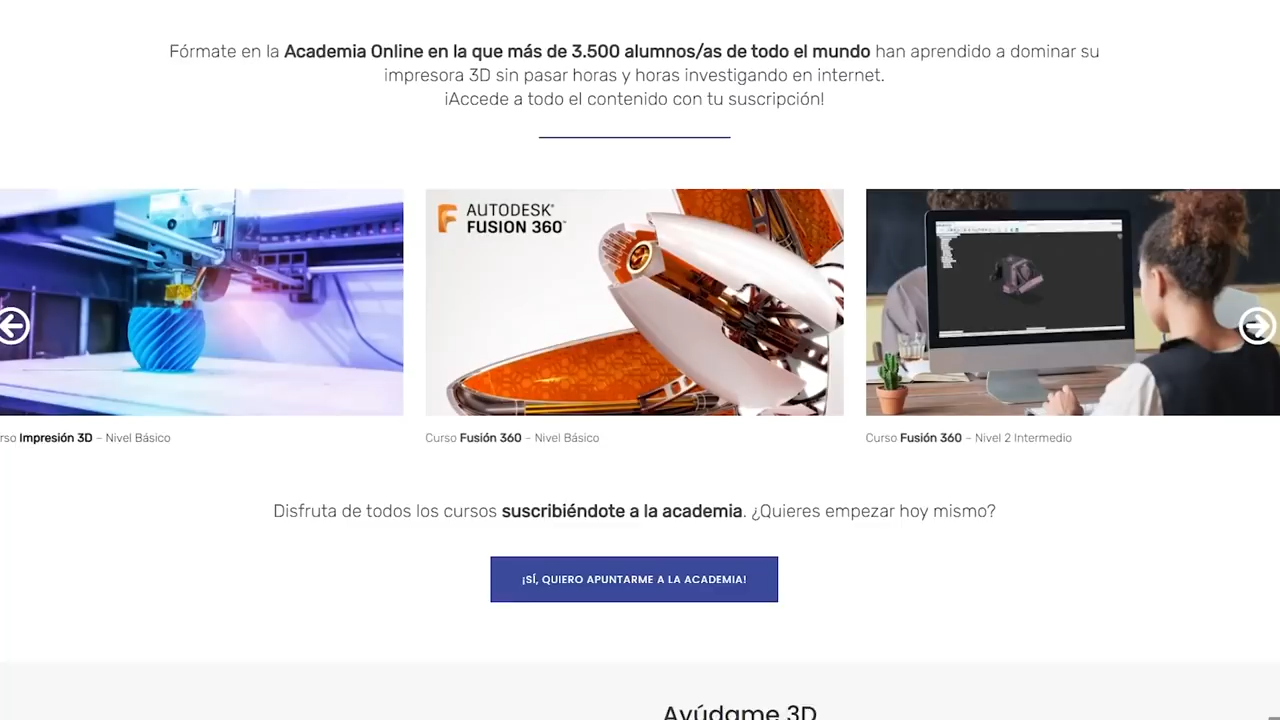 Fórmate en la Academia Online en la que más de 3.500 alumnos/as de todo el mundo han aprendido a dominar su
impresora 3D sin pasar horas y horas investigando en internet.
¡Accede a todo el contenido con tu suscripción!
AUTODESK®
FUSION 360™
rso Impresión 3D – Nivel Básico
Curso Fusión 360 – Nivel Básico
Curso Fusión 360 – Nivel 2 Intermedio
Disfruta de todos los cursos suscribiéndote a la academia. ¿Quieres empezar hoy mismo?
¡SÍ, QUIERO APUNTARME A LA ACADEMIA!
Ayúdame 3D